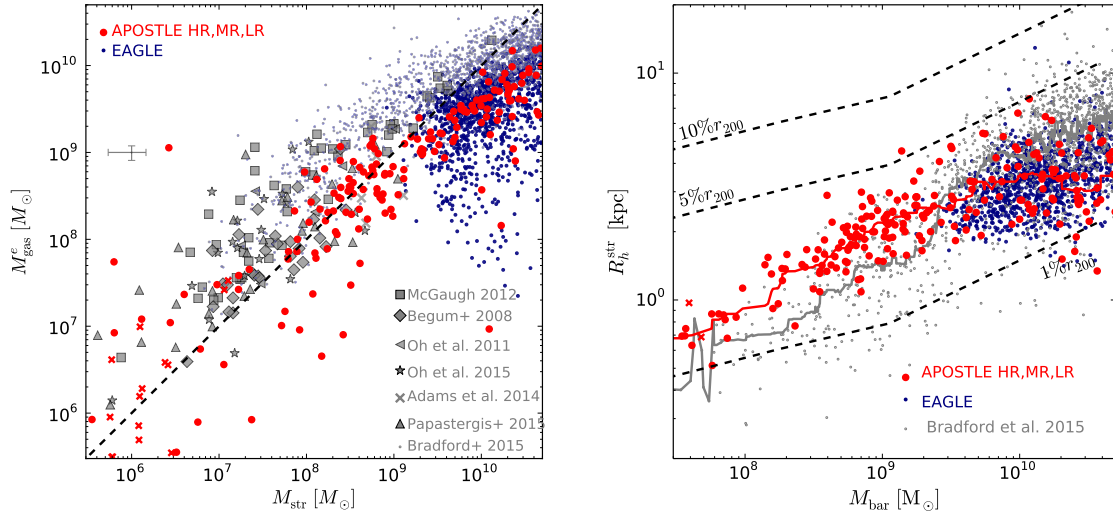 APOSTLE HR,MR,LR
EAGLE
10^10
10^9
10^8
10^7
10^6
M^e_gas [M_⊙]
McGaugh 2012
Begum+ 2008
Oh et al. 2011
Oh et al. 2015
Adams et al. 2014
Papastergis+ 2015
Bradford+ 2015
10^6 10^7 10^8 10^9 10^10
M_str [M_⊙]
10^1
10^0
R_h^str [kpc]
10%r_200
5%r_200
1%r_200
APOSTLE HR,MR,LR
EAGLE
Bradford et al. 2015
10^8 10^9 10^10
M_bar [M_⊙]